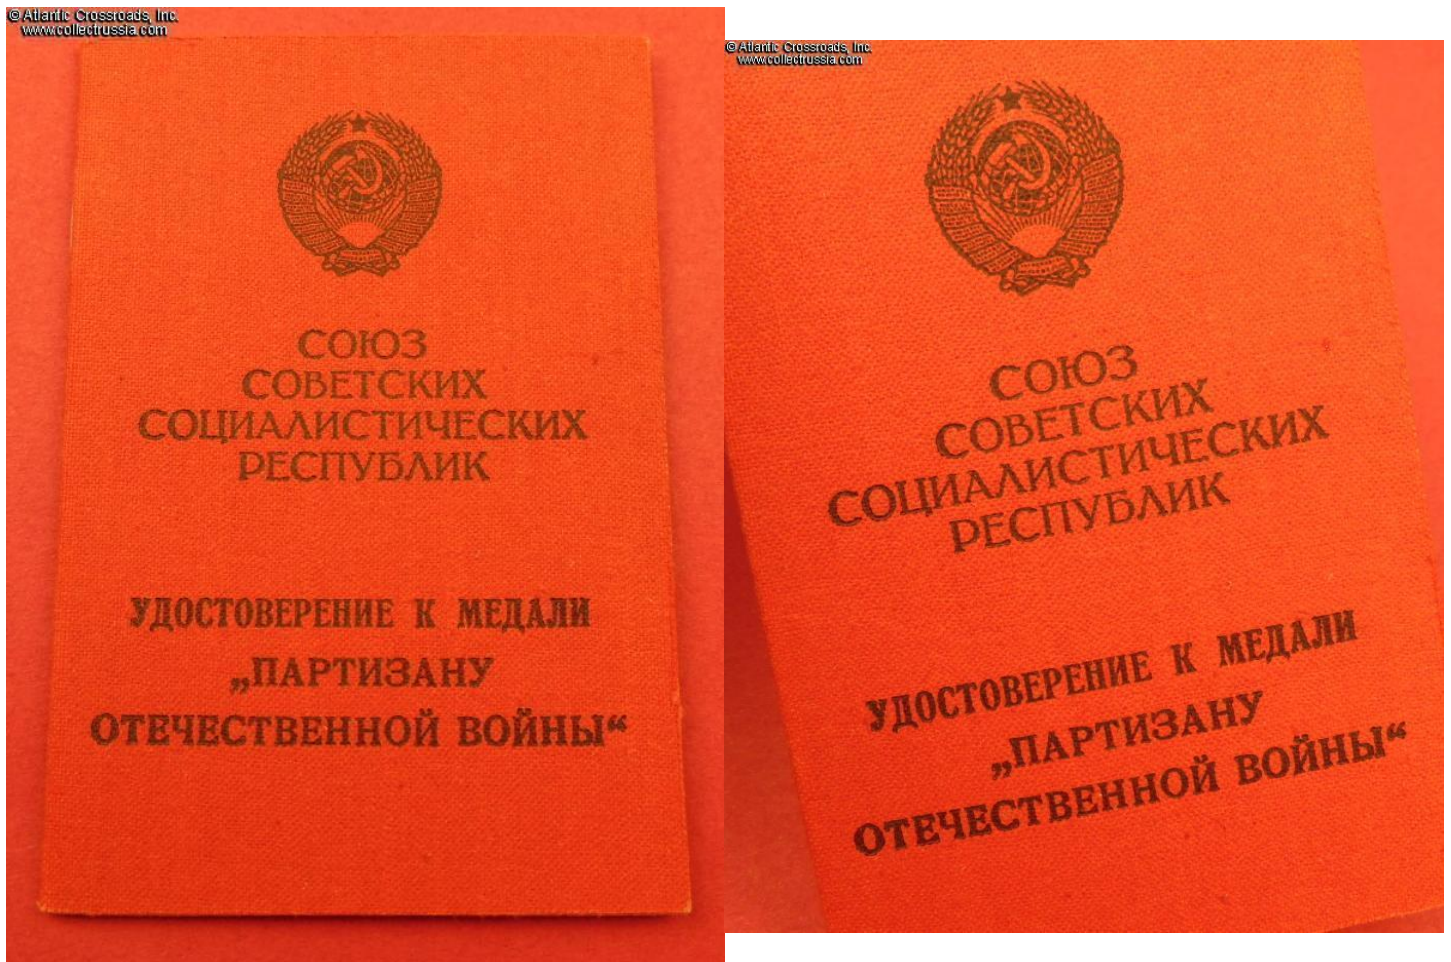 © Atlantic Crossroads, Inc.
www.collectrussia.com
СОЮЗ
СОВЕТСКИХ
СОЦИАЛИСТИЧЕСКИХ
РЕСПУБЛИК
УДОСТОВЕРЕНИЕ К МЕДАЛИ
„ПАРТИЗАНУ
ОТЕЧЕСТВЕННОЙ ВОЙНЫ“
© Atlantic Crossroads, Inc.
www.collectrussia.com
СОЮЗ
СОВЕТСКИХ
СОЦИАЛИСТИЧЕСКИХ
РЕСПУБЛИК
УДОСТОВЕРЕНИЕ К МЕДАЛИ
„ПАРТИЗАНУ
ОТЕЧЕСТВЕННОЙ ВОЙНЫ“